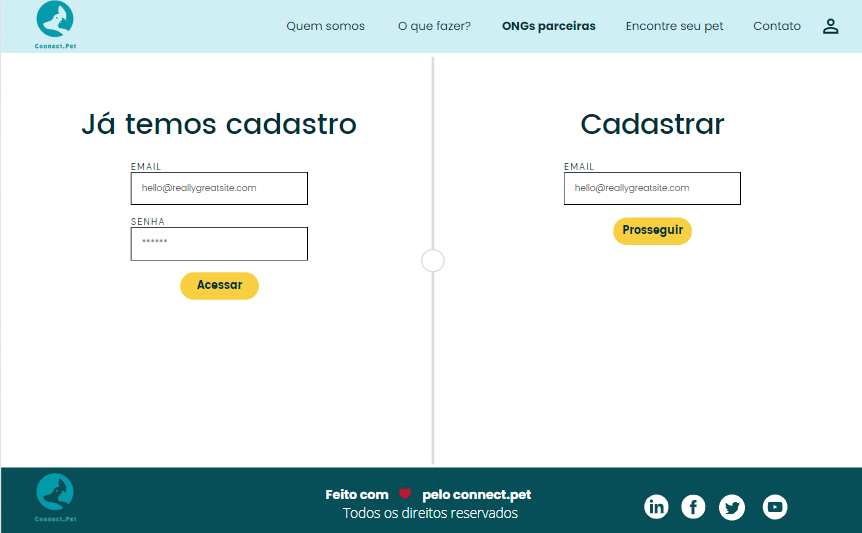 Connect.Pet
Quem somos
O que fazer?
ONGs parceiras
Encontre seu pet
Contato
Já temos cadastro
EMAIL
hello@reallygreatsite.com
SENHA
******
Acessar
Cadastrar
EMAIL
hello@reallygreatsite.com
Prosseguir
Connect.Pet
Feito com ❤ pelo connect.pet
Todos os direitos reservados